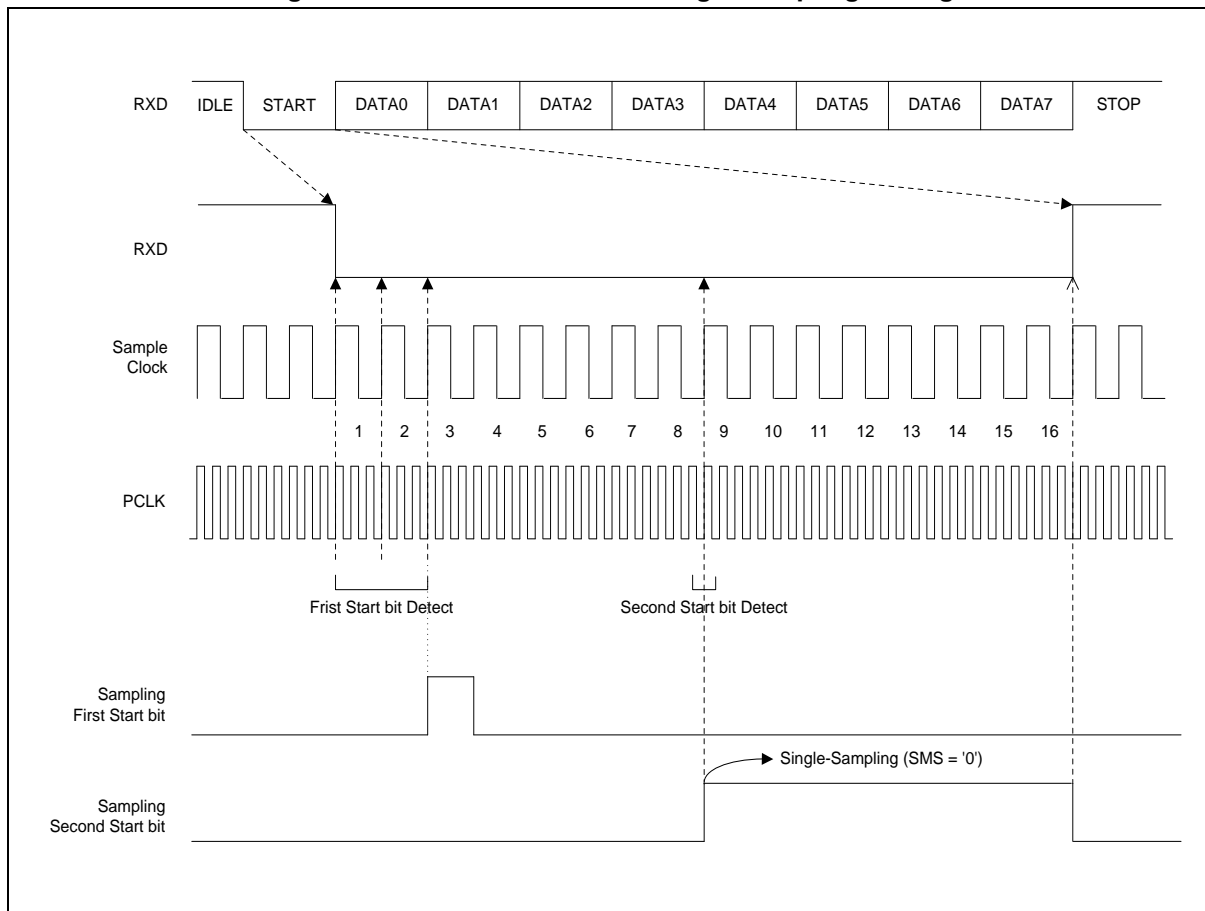 RXD
IDLE START DATA0 DATA1 DATA2 DATA3 DATA4 DATA5 DATA6 DATA7 STOP
RXD
Sample
Clock
1 2 3 4 5 6 7 8 9 10 11 12 13 14 15 16
PCLK
Frist Start bit Detect
Second Start bit Detect
Sampling
First Start bit
Single-Sampling (SMS = '0')
Sampling
Second Start bit